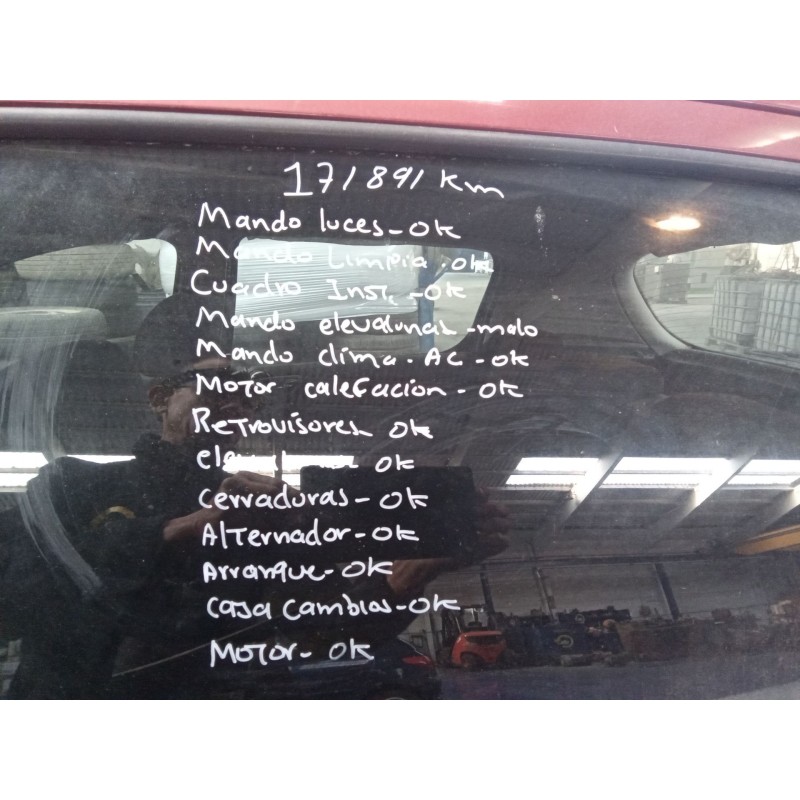 171891 km
Mando luces-OK
Mando Limpia.ok
Cuadro Inst.-OK
Mando elevalunas-malo
Mando clima.AC-OK
Motor calefacion-OK
Retrovisores OK
OK
Cerraduras-OK
Alternador-OK
Arranque-OK
Caja Cambios-OK
Motor-OK